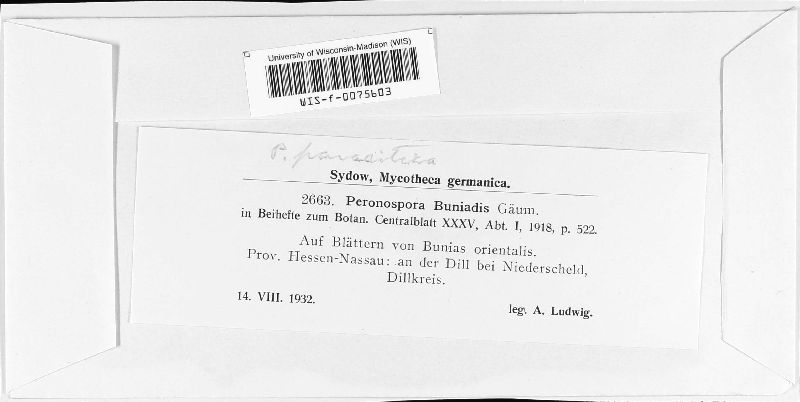 University of Wisconsin-Madison (WIS)
WIS-f-0075603
P. parasitica
Sydow, Mycotheca germanica.
2663. Peronospora Buniadis Gäum.
in Beihefte zum Botan. Centralblatt XXXV, Abt. I, 1918, p. 522.
Auf Blättern von Bunias orientalis.
Prov. Hessen-Nassau: an der Dill bei Niederscheld,
Dillkreis.
14. VIII. 1932.
leg. A. Ludwig.